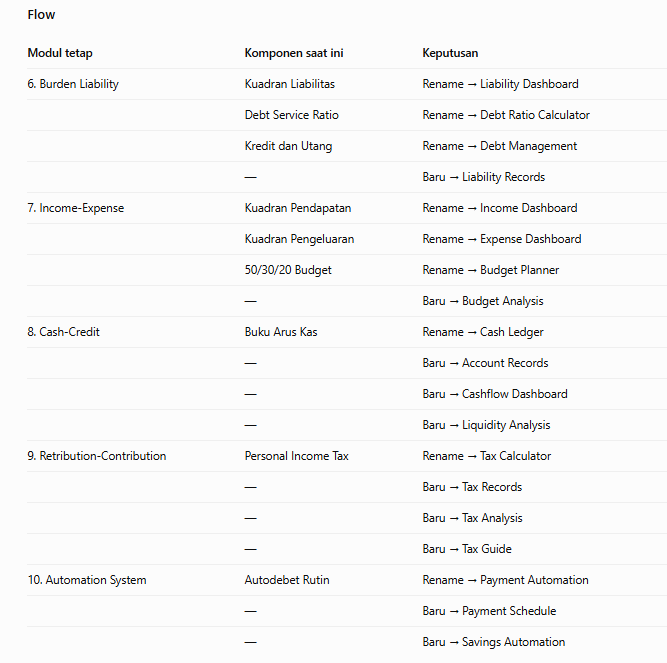 Flow
Modul tetap Komponen saat ini Keputusan
6. Burden Liability Kuadran Liabilitas Rename → Liability Dashboard
Debt Service Ratio Rename → Debt Ratio Calculator
Kredit dan Utang Rename → Debt Management
— Baru → Liability Records
7. Income-Expense Kuadran Pendapatan Rename → Income Dashboard
Kuadran Pengeluaran Rename → Expense Dashboard
50/30/20 Budget Rename → Budget Planner
— Baru → Budget Analysis
8. Cash-Credit Buku Arus Kas Rename → Cash Ledger
— Baru → Account Records
— Baru → Cashflow Dashboard
— Baru → Liquidity Analysis
9. Retribution-Contribution Personal Income Tax Rename → Tax Calculator
— Baru → Tax Records
— Baru → Tax Analysis
— Baru → Tax Guide
10. Automation System Autodebet Rutin Rename → Payment Automation
— Baru → Payment Schedule
— Baru → Savings Automation